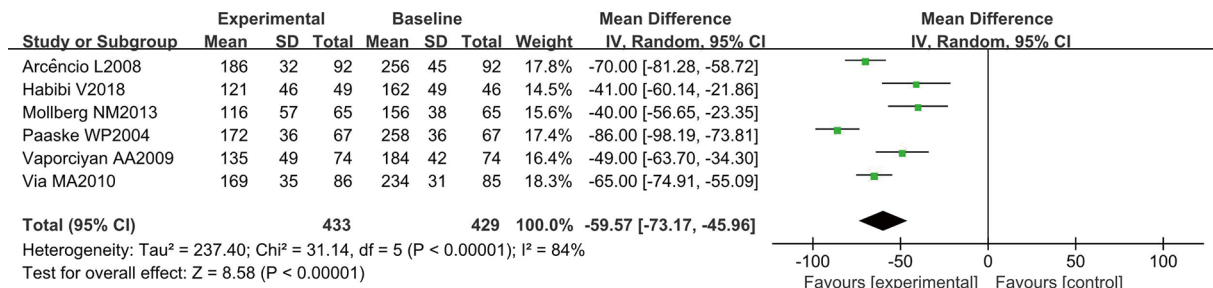 Experimental Baseline Mean Difference Mean Difference
Study or Subgroup Mean SD Total Mean SD Total Weight IV, Random, 95% CI IV, Random, 95% CI
Arcêncio L2008 186 32 92 256 45 92 17.8% -70.00 [-81.28, -58.72]
Habibi V2018 121 46 49 162 49 46 14.5% -41.00 [-60.14, -21.86]
Mollberg NM2013 116 57 65 156 38 65 15.6% -40.00 [-56.65, -23.35]
Paaske WP2004 172 36 67 258 36 67 17.4% -86.00 [-98.19, -73.81]
Vaporciyan AA2009 135 49 74 184 42 74 16.4% -49.00 [-63.70, -34.30]
Via MA2010 169 35 86 234 31 85 18.3% -65.00 [-74.91, -55.09]
Total (95% CI) 433 429 100.0% -59.57 [-73.17, -45.96]
Heterogeneity: Tau² = 237.40; Chi² = 31.14, df = 5 (P < 0.00001); I² = 84%
Test for overall effect: Z = 8.58 (P < 0.00001)
-100 -50 0 50 100
Favours [experimental] Favours [control]